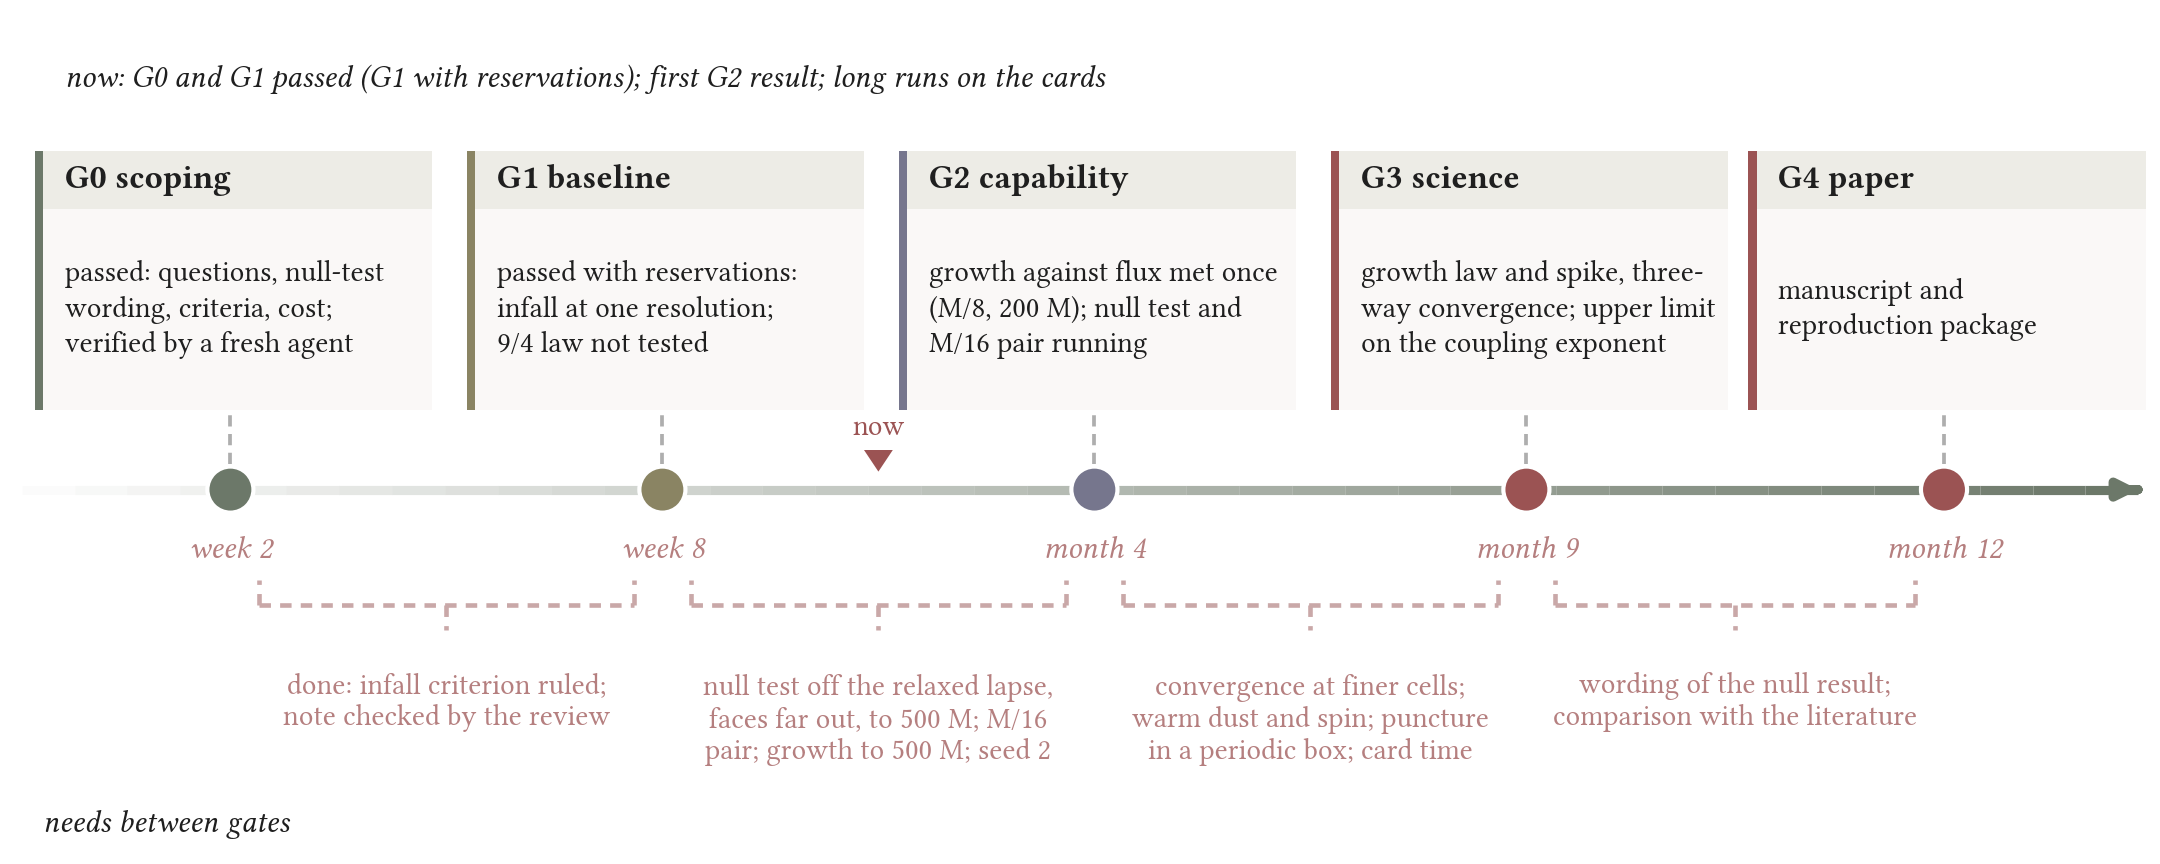 now: G0 and G1 passed (G1 with reservations); first G2 result; long runs on the cards
G0 scoping
passed: questions, null-test
wording, criteria, cost;
verified by a fresh agent
G1 baseline
passed with reservations:
infall at one resolution;
9/4 law not tested
G2 capability
growth against flux met once
(M/8, 200 M); null test and
M/16 pair running
G3 science
growth law and spike, three-
way convergence; upper limit
on the coupling exponent
G4 paper
manuscript and
reproduction package
now
week 2
week 8
month 4
month 9
month 12
done: infall criterion ruled;
note checked by the review
null test off the relaxed lapse,
faces far out, to 500 M; M/16
pair; growth to 500 M; seed 2
convergence at finer cells;
warm dust and spin; puncture
in a periodic box; card time
wording of the null result;
comparison with the literature
needs between gates